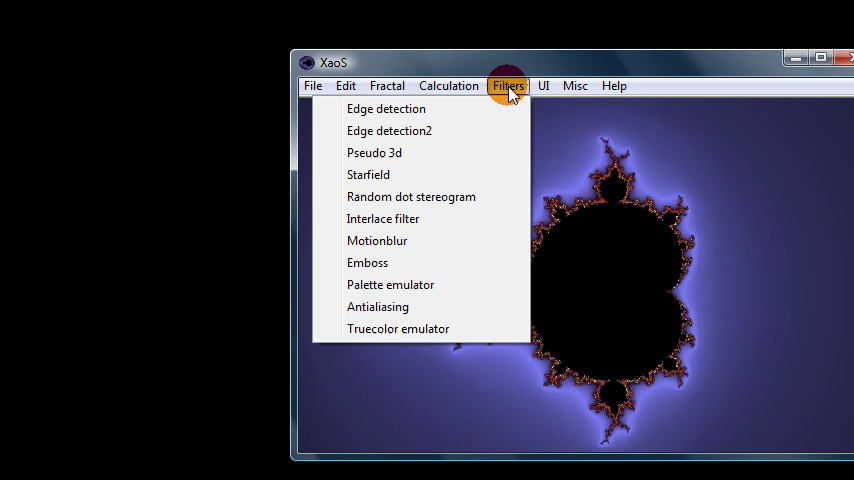 XaoS
File Edit Fractal Calculation Filters UI Misc Help
Edge detection
Edge detection2
Pseudo 3d
Starfield
Random dot stereogram
Interlace filter
Motionblur
Emboss
Palette emulator
Antialiasing
Truecolor emulator